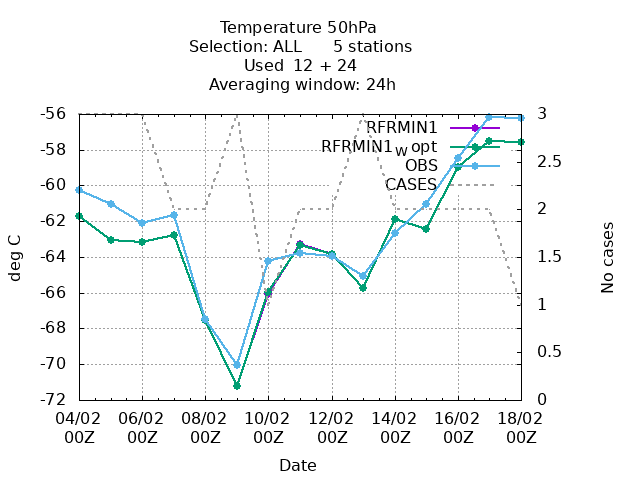 Temperature 50hPa
Selection: ALL 5 stations
Used 12 + 24
Averaging window: 24h
RFRMIN1
RFRMIN1w opt
OBS
CASES
-56
-58
-60
-62
-64
-66
-68
-70
-72
deg C
3
2.5
2
1.5
1
0.5
0
No cases
04/02 06/02 08/02 10/02 12/02 14/02 16/02 18/02
00Z 00Z 00Z 00Z 00Z 00Z 00Z 00Z
Date